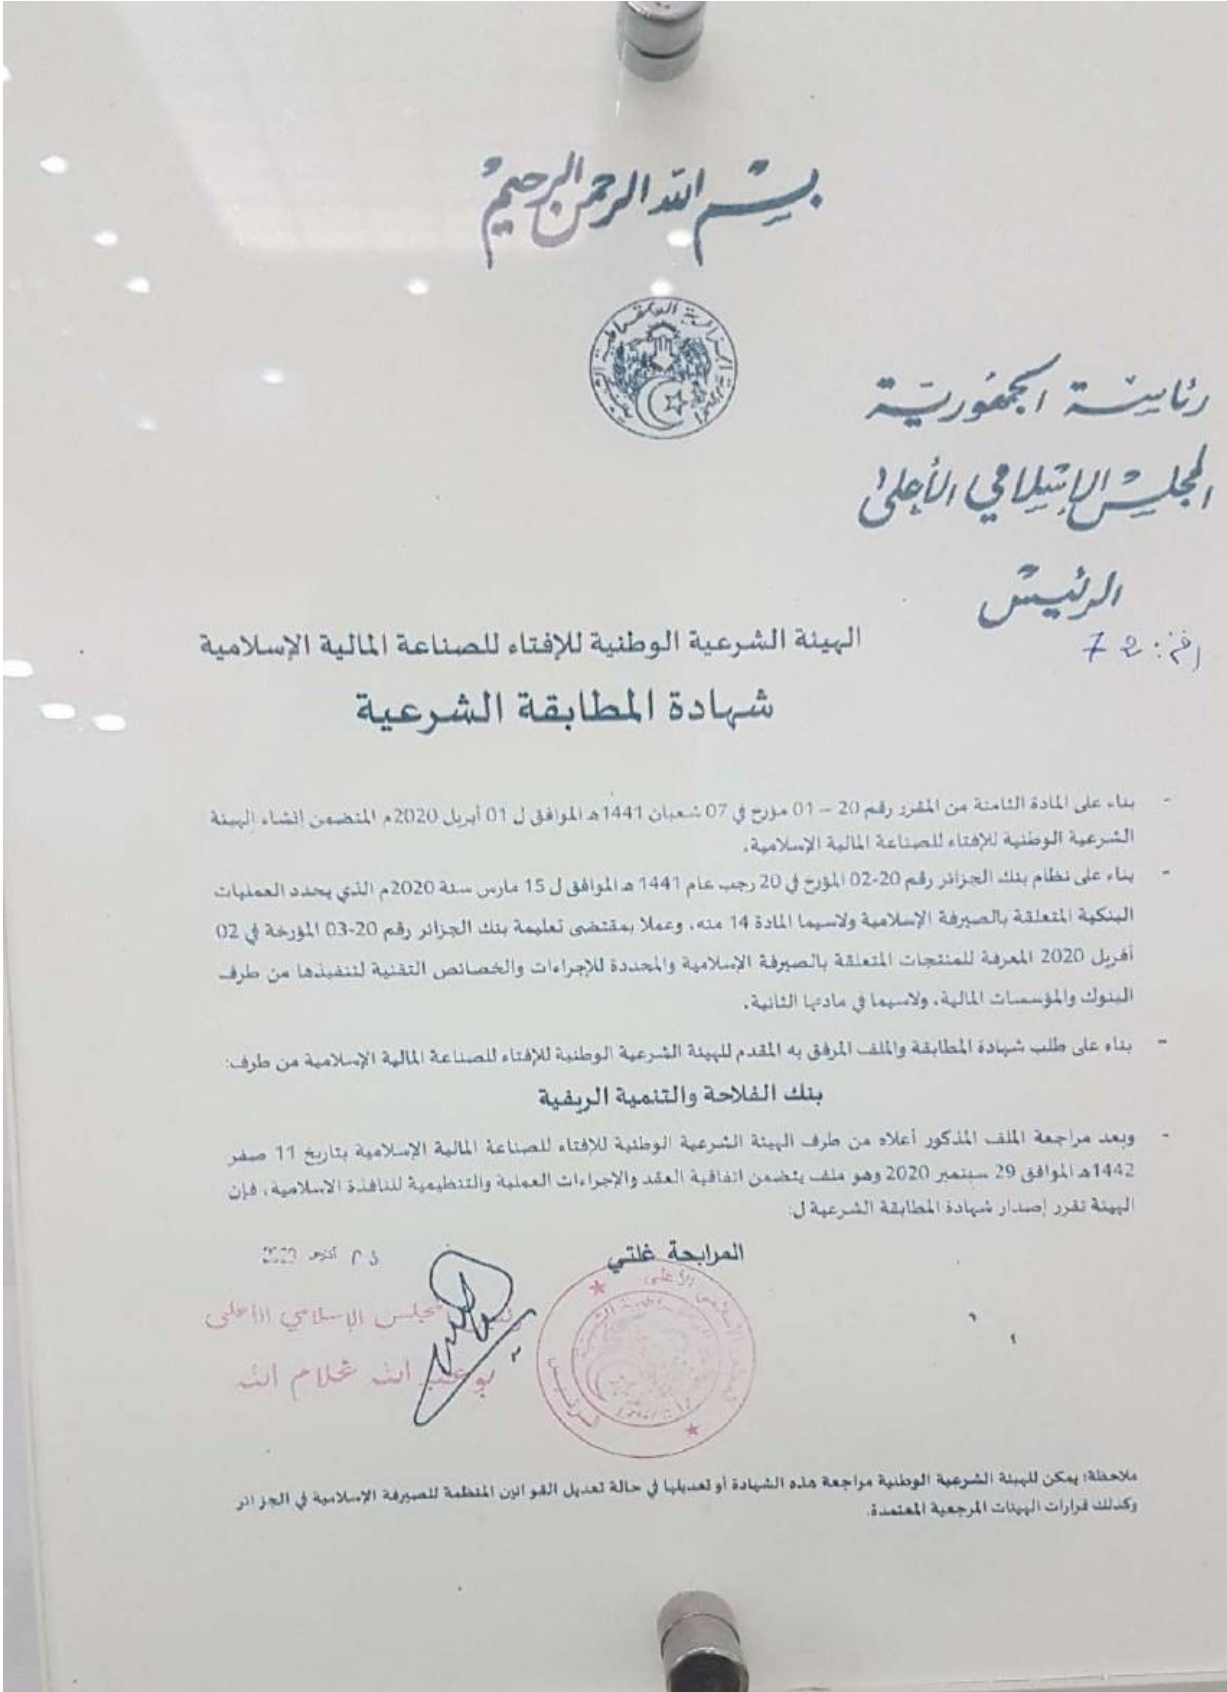 بسم الله الرحمن الرحيم
رئاسة الجمهورية
المجلس الإسلامي الأعلى
الرئيس
رقم: 72
الهيئة الشرعية الوطنية للإفتاء للصناعة المالية الإسلامية
شهادة المطابقة الشرعية
- بناء على المادة الثامنة من المقرر رقم 20 – 01 مؤرخ في 07 شعبان 1441هـ الموافق ل 01 أبريل 2020م المتضمن إنشاء الهيئة
الشرعية الوطنية للإفتاء للصناعة المالية الإسلامية.
- بناء على نظام بنك الجزائر رقم 20-02 المؤرخ في 20 رجب عام 1441 هـ الموافق ل 15 مارس سنة 2020م الذي يحدد العمليات
البنكية المتعلقة بالصيرفة الإسلامية ولاسيما المادة 14 منه، وعملا بمقتضى تعليمة بنك الجزائر رقم 20-03 المؤرخة في 02
أفريل 2020 المعرفة للمنتجات المتعلقة بالصيرفة الإسلامية والمحددة للإجراءات والخصائص التقنية لتنفيذها من طرف
البنوك والمؤسسات المالية، ولاسيما في مادتها الثانية.
- بناء على طلب شهادة المطابقة والملف المرفق به المقدم للهيئة الشرعية الوطنية للإفتاء للصناعة المالية الإسلامية من طرف:
بنك الفلاحة والتنمية الريفية
- وبعد مراجعة الملف المذكور أعلاه من طرف الهيئة الشرعية الوطنية للإفتاء للصناعة المالية الإسلامية بتاريخ 11 صفر
1442هـ الموافق 29 سبتمبر 2020 وهو ملف يتضمن اتفاقية العقد والإجراءات العملية والتنظيمية للنافذة الاسلامية، فإن
الهيئة تقرر إصدار شهادة المطابقة الشرعية ل:
المرابحة غلتي
المجلس الإسلامي الأعلى
بوعبد الله غلام الله
ملاحظة: يمكن للهيئة الشرعية الوطنية مراجعة هذه الشهادة أو تعديلها في حالة تعديل القوانين المنظمة للصيرفة الإسلامية في الجزائر
وكذلك قرارات الهيئات المرجعية المعتمدة.